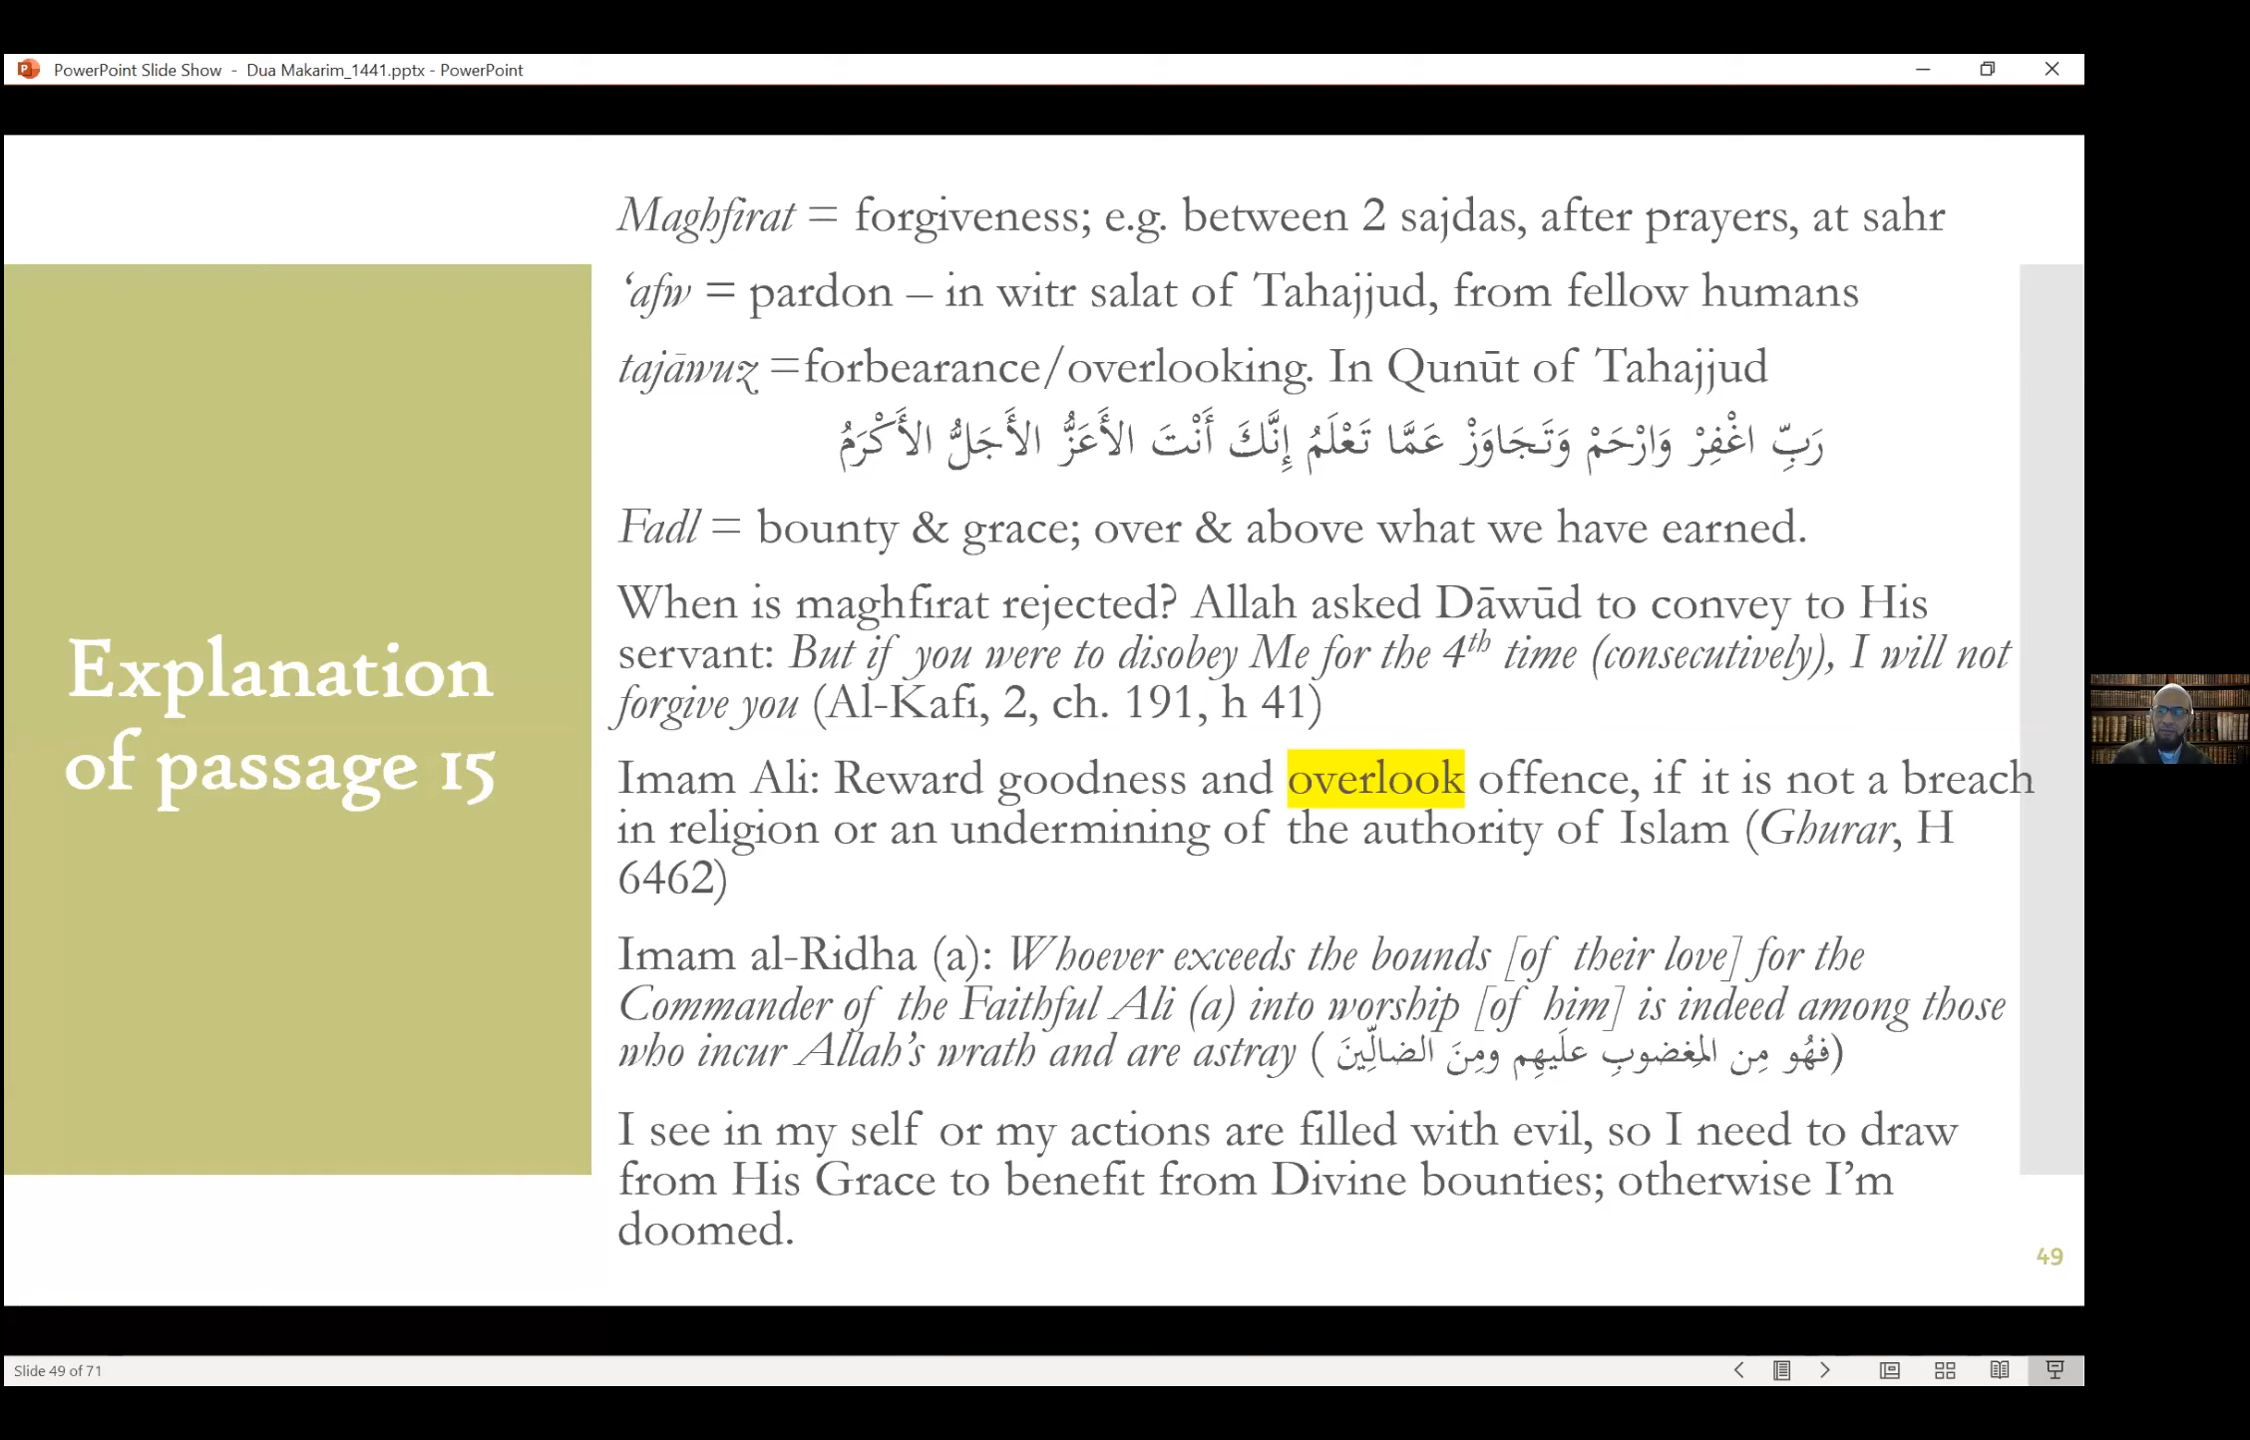 PowerPoint Slide Show - Dua Makarim_1441.pptx - PowerPoint
Explanation
of passage 15
Maghfirat = forgiveness; e.g. between 2 sajdas, after prayers, at sahr
‘afw = pardon – in witr salat of Tahajjud, from fellow humans
tajāwuz =forbearance/overlooking. In Qunūt of Tahajjud
رَبِّ اغْفِرْ وَارْحَمْ وَتَجَاوَزْ عَمَّا تَعْلَمُ إِنَّكَ أَنْتَ الأَعَزُّ الأَجَلُّ الأَكْرَمُ
Fadl = bounty & grace; over & above what we have earned.
When is maghfirat rejected? Allah asked Dāwūd to convey to His
servant: But if you were to disobey Me for the 4th time (consecutively), I will not
forgive you (Al-Kafi, 2, ch. 191, h 41)
Imam Ali: Reward goodness and overlook offence, if it is not a breach
in religion or an undermining of the authority of Islam (Ghurar, H
6462)
Imam al-Ridha (a): Whoever exceeds the bounds [of their love] for the
Commander of the Faithful Ali (a) into worship [of him] is indeed among those
who incur Allah’s wrath and are astray (فهُو مِن المِغضوبِ علَيهِم ومِنَ الضالِّينَ)
I see in my self or my actions are filled with evil, so I need to draw
from His Grace to benefit from Divine bounties; otherwise I’m
doomed.
49
Slide 49 of 71